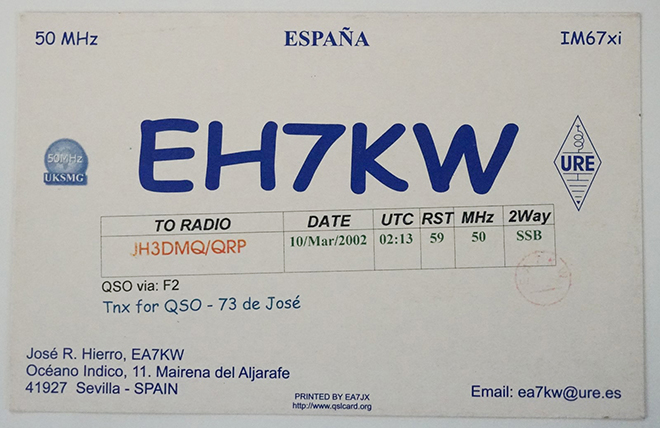 50 MHz ESPAÑA IM67xi
EH7KW
50MHz
UKSMG
URE
TO RADIO DATE UTC RST MHz 2Way
JH3DMQ/QRP 10/Mar/2002 02:13 59 50 SSB
QSO via: F2
Tnx for QSO - 73 de José
José R. Hierro, EA7KW
Océano Indico, 11. Mairena del Aljarafe
41927 Sevilla - SPAIN
PRINTED BY EA7JX
http://www.qslcard.org
Email: ea7kw@ure.es